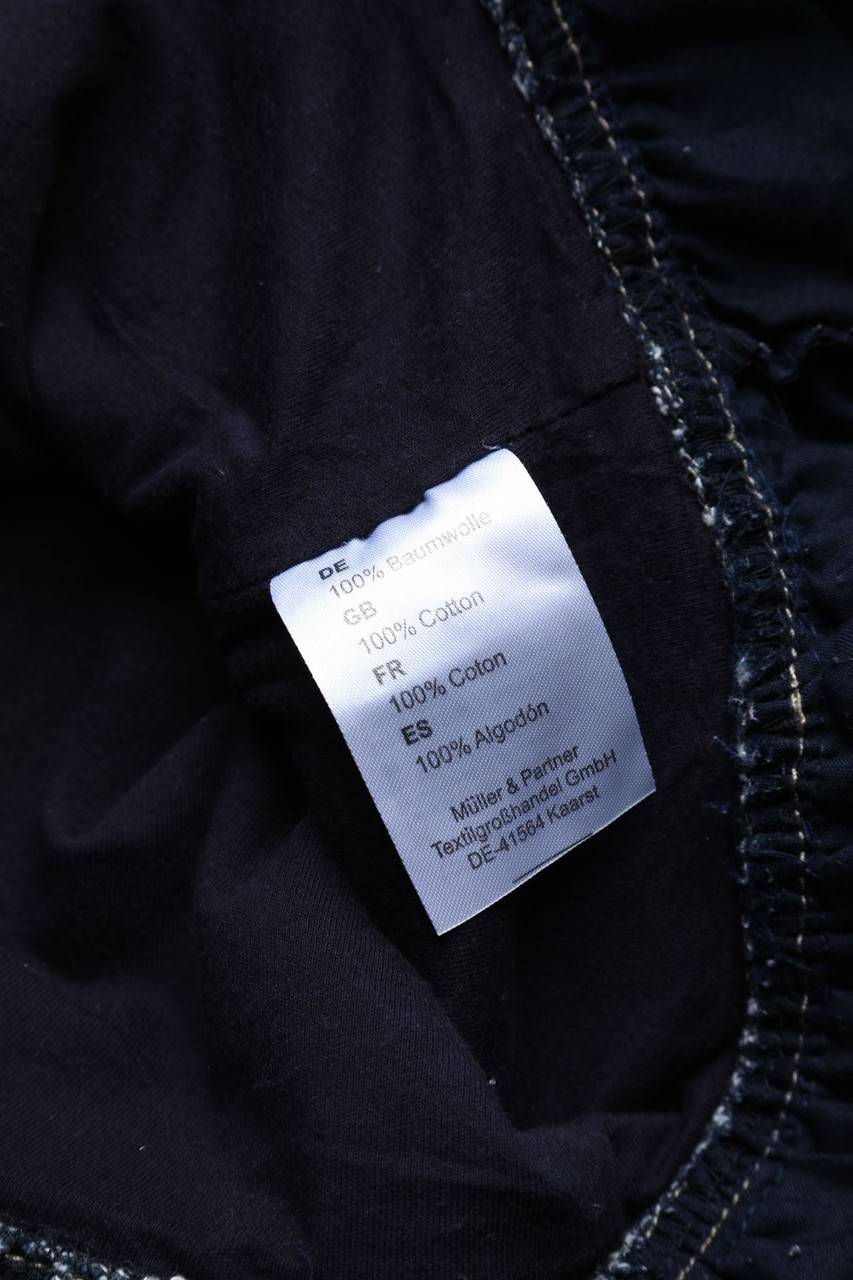 DE
100% Baumwolle
GB
100% Cotton
FR
100% Coton
ES
100% Algodón
Müller & Partner
Textilgroßhandel GmbH
DE-41564 Kaarst